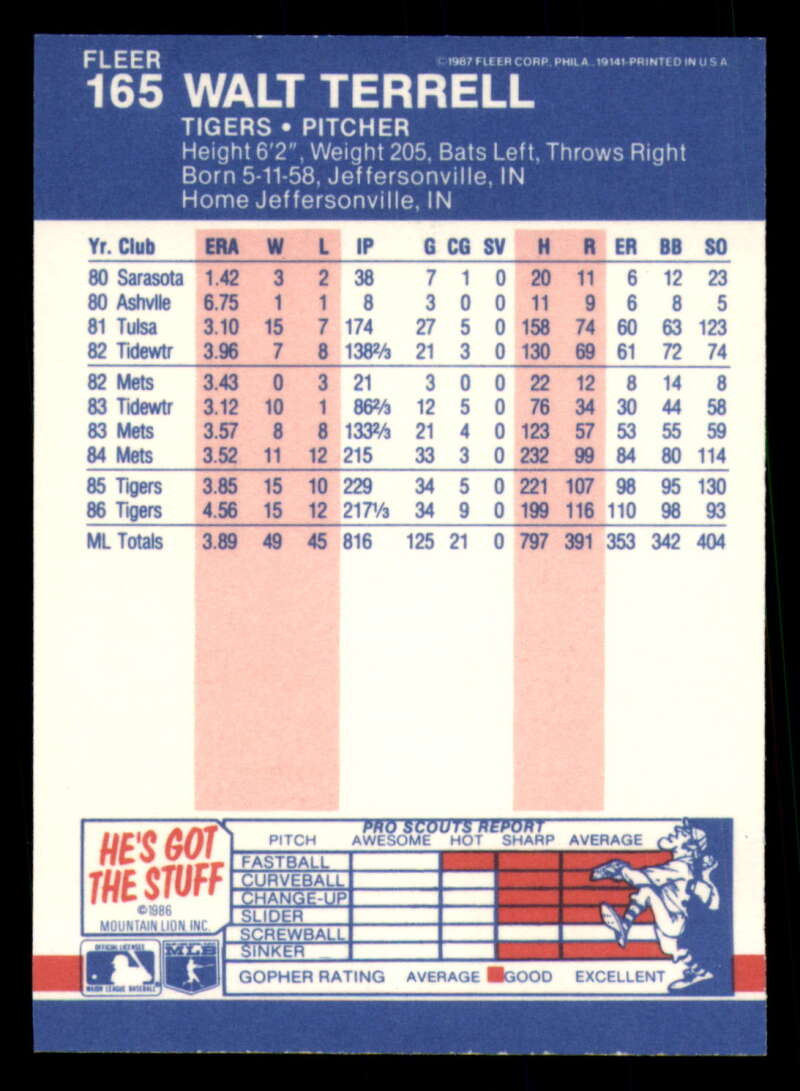 FLEER
©1987 FLEER CORP., PHILA., 19141-PRINTED IN U S A
165 WALT TERRELL
TIGERS • PITCHER
Height 6'2", Weight 205, Bats Left, Throws Right
Born 5-11-58, Jeffersonville, IN
Home Jeffersonville, IN
Yr. Club ERA W L IP G CG SV H R ER BB SO
80 Sarasota 1.42 3 2 38 7 1 0 20 11 6 12 23
80 Ashvlle 6.75 1 1 8 3 0 0 11 9 6 8 5
81 Tulsa 3.10 15 7 174 27 5 0 158 74 60 63 123
82 Tidewtr 3.96 7 8 138⅔ 21 3 0 130 69 61 72 74
82 Mets 3.43 0 3 21 3 0 0 22 12 8 14 8
83 Tidewtr 3.12 10 1 86⅔ 12 5 0 76 34 30 44 58
83 Mets 3.57 8 8 133⅔ 21 4 0 123 57 53 55 59
84 Mets 3.52 11 12 215 33 3 0 232 99 84 80 114
85 Tigers 3.85 15 10 229 34 5 0 221 107 98 95 130
86 Tigers 4.56 15 12 217⅓ 34 9 0 199 116 110 98 93
ML Totals 3.89 49 45 816 125 21 0 797 391 353 342 404
HE'S GOT
THE STUFF
©1986
MOUNTAIN LION INC.
OFFICIAL LICENSEE
MAJOR LEAGUE BASEBALL®
MLB
PRO SCOUTS REPORT
PITCH AWESOME HOT SHARP AVERAGE
FASTBALL
CURVEBALL
CHANGE-UP
SLIDER
SCREWBALL
SINKER
GOPHER RATING AVERAGE GOOD EXCELLENT